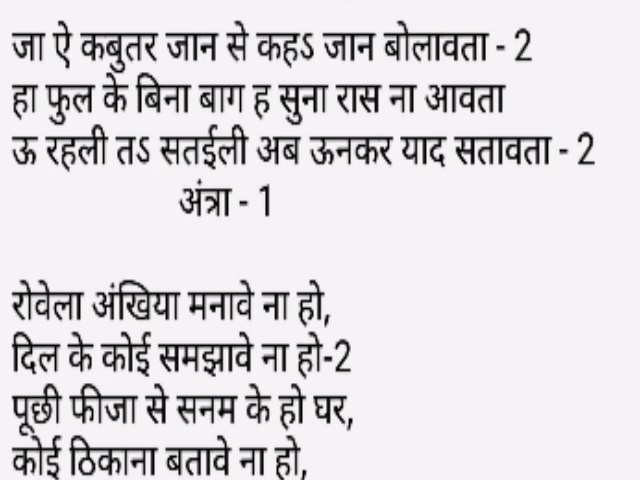 जा ऐ कबुतर जान से कहऽ जान बोलावता - 2
हा फुल के बिना बाग ह सुना रास ना आवता
ऊ रहली तऽ सतईली अब ऊनकर याद सतावता - 2
अंत्रा - 1
रोवेला अंखिया मनावे ना हो,
दिल के कोई समझावे ना हो-2
पूछी फीजा से सनम के हो घर,
कोई ठिकाना बतावे ना हो,